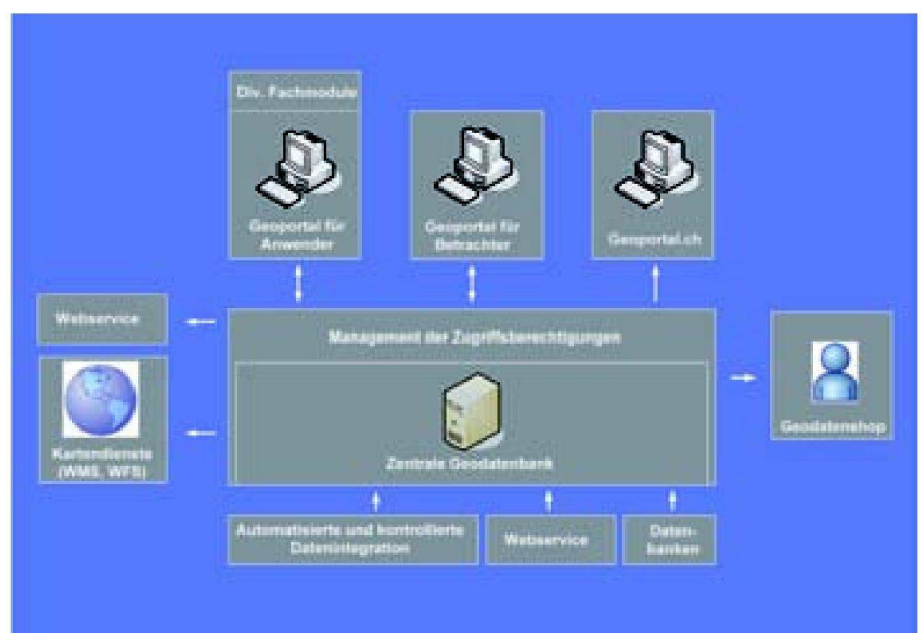 Div. Fachmodule
Geoportal für
Anwender
Geoportal für
Betrachter
Geoportal.ch
Webservice
Management der Zugriffsberechtigungen
Kartendienste
(WMS, WFS)
Zentrale Geodatenbank
Geodatenshop
Automatisierte und kontrollierte
Datenintegration
Webservice
Daten-
banken